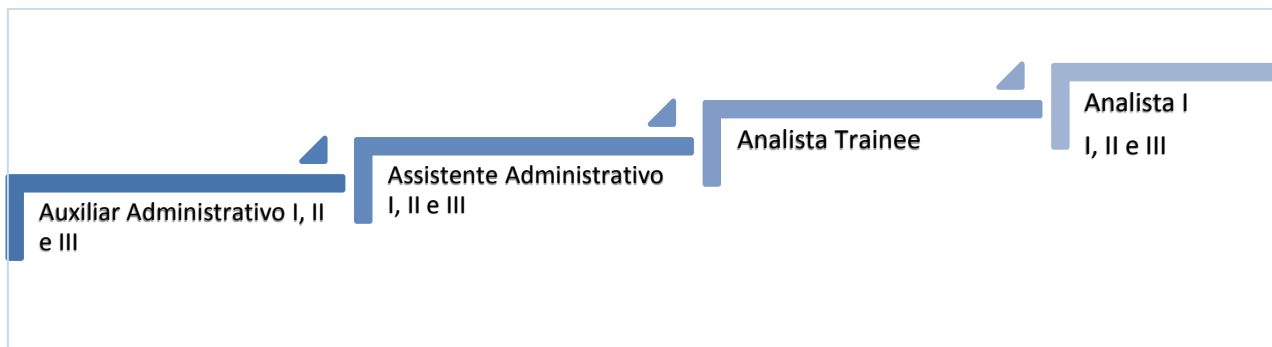 Auxiliar Administrativo I, II
e III
Assistente Administrativo
I, II e III
Analista Trainee
Analista I
I, II e III